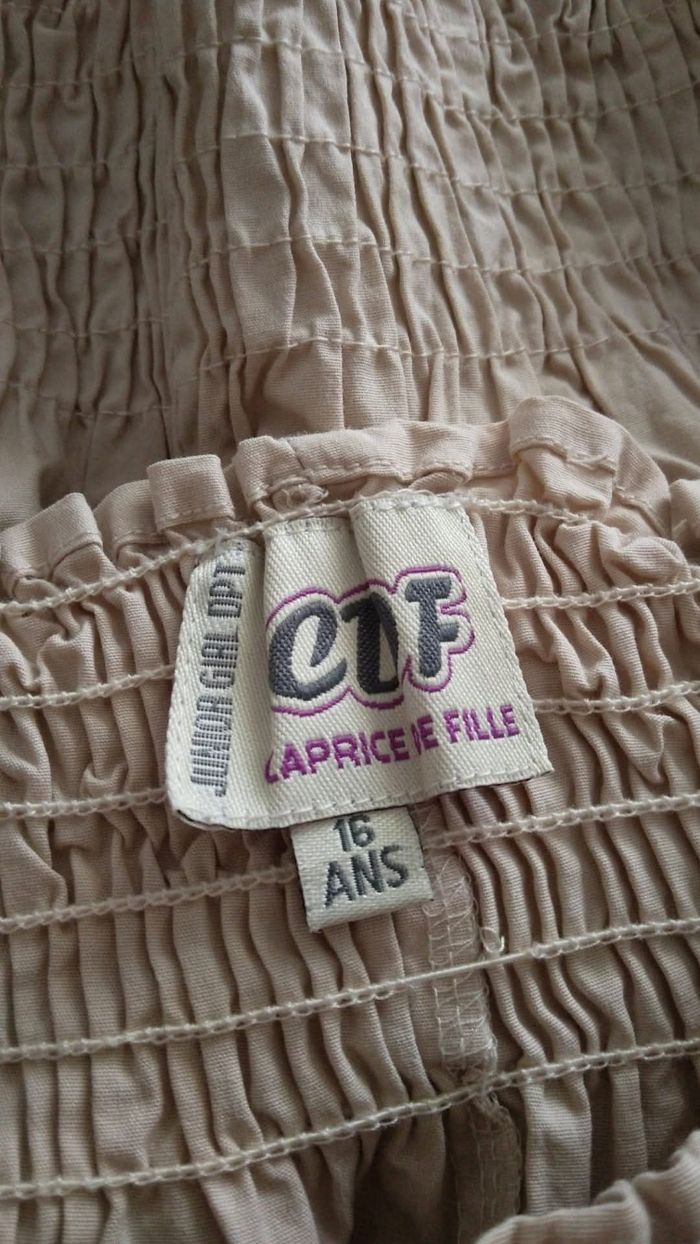 JUNIOR GIRL DPT
CDF
CAPRICE DE FILLE
16
ANS